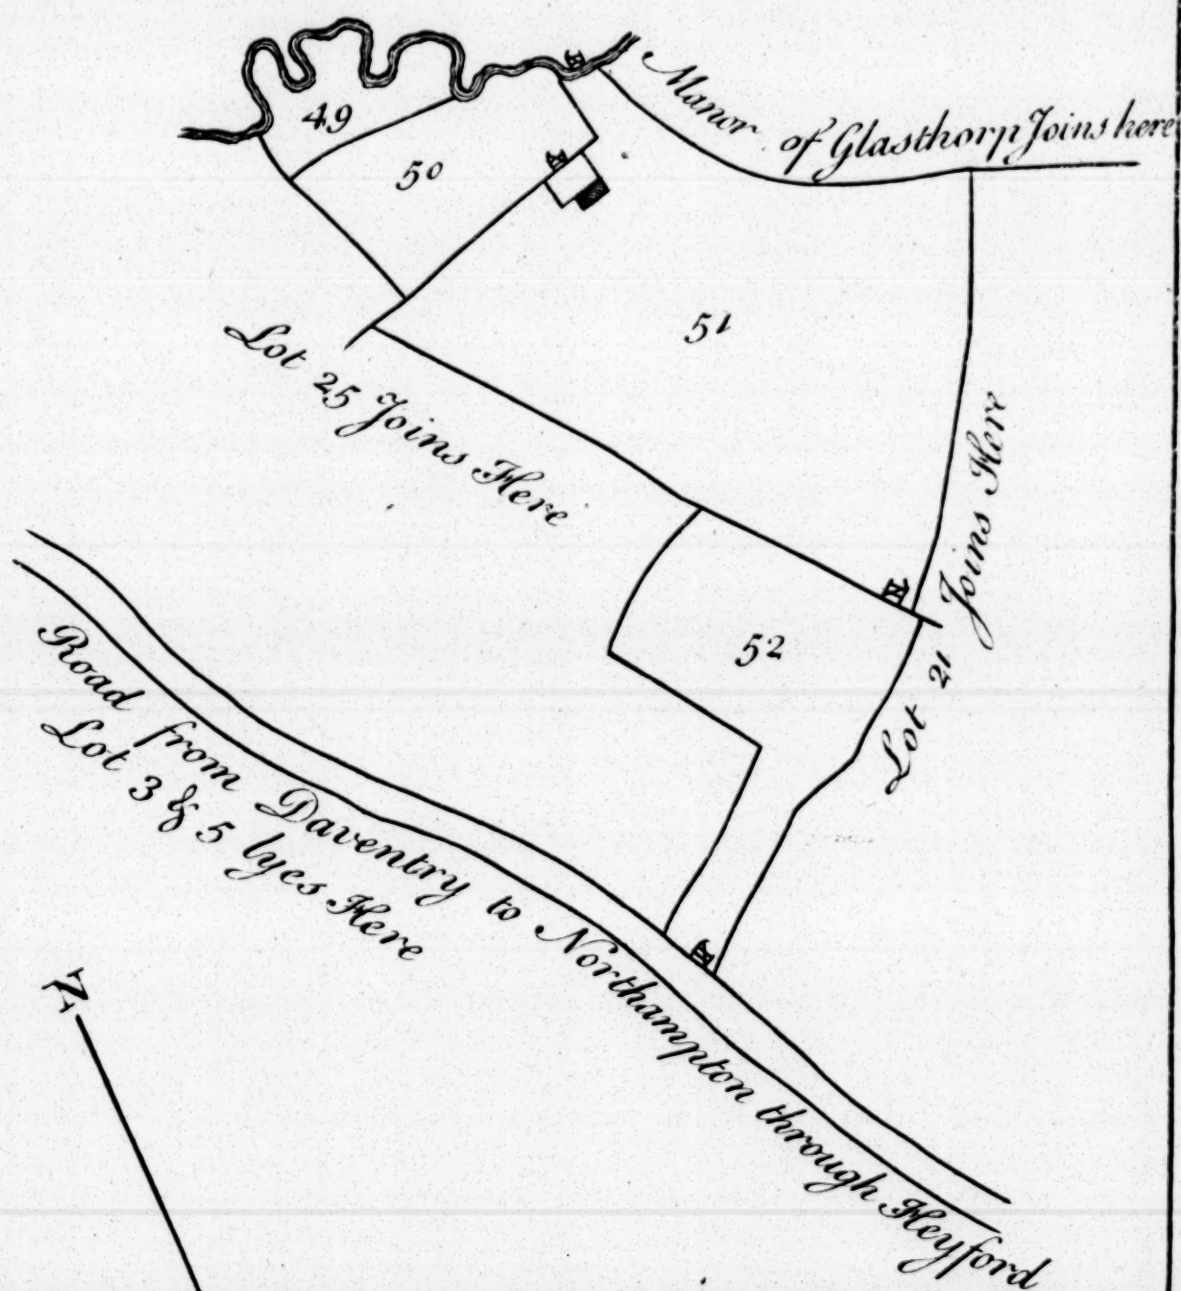 Manor of Glasthorp Joins here
49
50
51
Lot 25 Joins Here
Lot 21 Joins Here
52
Road from Daventry to Northampton through Heyford
Lot 3 & 5 lyes Here
N